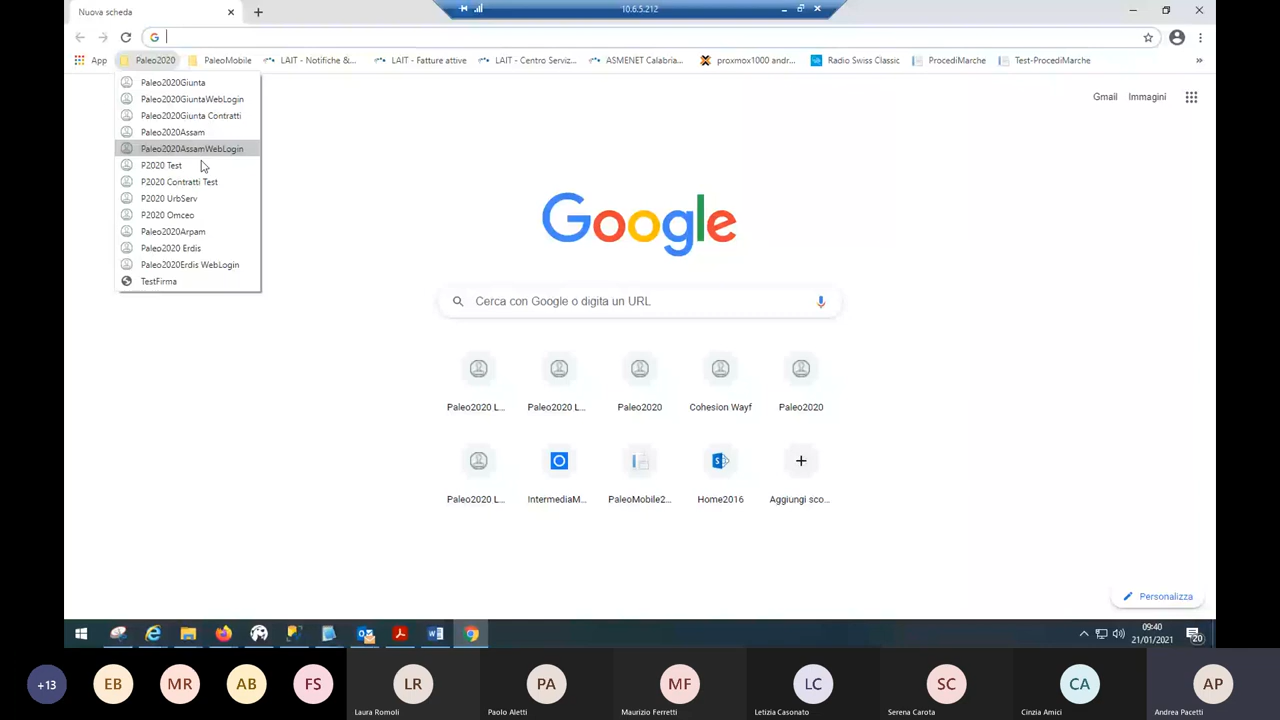 Nuova scheda
10.6.5.212
App
Paleo2020
PaleoMobile
LAIT - Notifiche &...
LAIT - Fatture attive
LAIT - Centro Serviz...
ASMENET Calabria...
proxmox1000 andr...
Radio Swiss Classic
ProcediMarche
Test-ProcediMarche
»
Paleo2020Giunta
Paleo2020GiuntaWebLogin
Paleo2020Giunta Contratti
Paleo2020Assam
Paleo2020AssamWebLogin
P2020 Test
P2020 Contratti Test
P2020 UrbServ
P2020 Omceo
Paleo2020Arpam
Paleo2020 Erdis
Paleo2020Erdis WebLogin
TestFirma
Gmail
Immagini
Google
Cerca con Google o digita un URL
Paleo2020 L...
Paleo2020 L...
Paleo2020
Cohesion Wayf
Paleo2020
Paleo2020 L...
IntermediaM...
PaleoMobile2...
Home2016
Aggiungi sco...
Personalizza
09:40
21/01/2021
20
+13
EB
MR
AB
FS
LR
Laura Romoli
PA
Paolo Aletti
MF
Maurizio Ferretti
LC
Letizia Casonato
SC
Serena Carota
CA
Cinzia Amici
AP
Andrea Pacetti